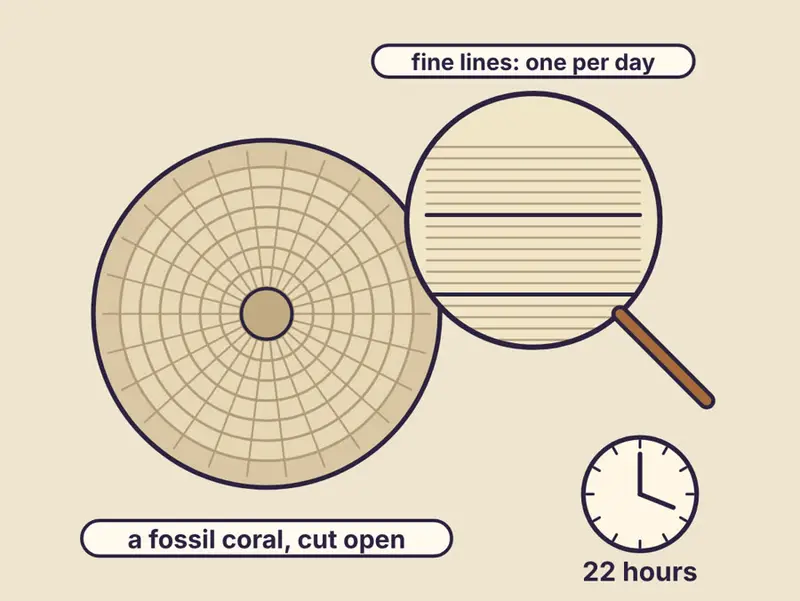 fine lines: one per day
a fossil coral, cut open
22 hours